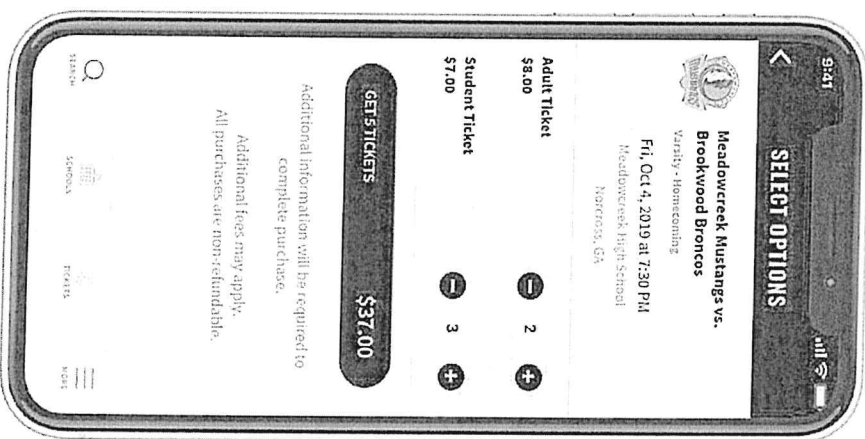 9:41
SELECT OPTIONS
Meadowcreek Mustangs vs.
Brookwood Broncos
Varsity - Homecoming
Fri, Oct 4, 2019 at 7:30 PM
Meadowcreek High School
Norcross, GA
Adult Ticket
$8.00
2
Student Ticket
$7.00
3
GET 5 TICKETS $37.00
Additional information will be required to
complete purchase.
Additional fees may apply.
All purchases are non-refundable.
SEARCH SCHOOLS TICKETS MORE